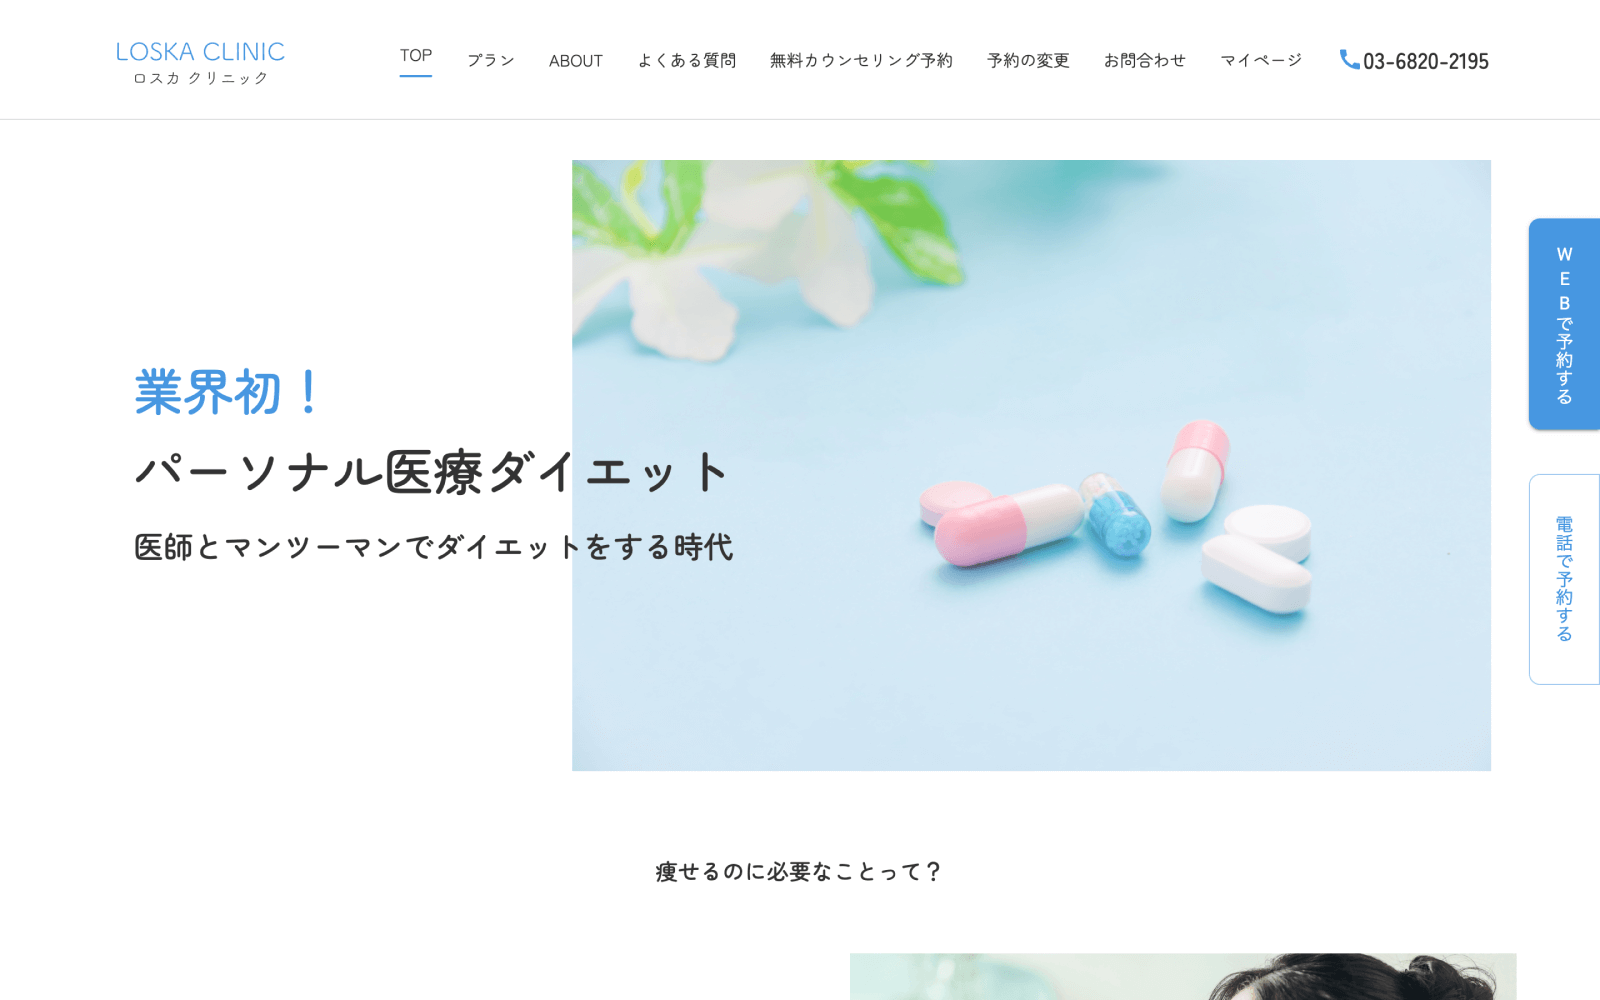 LOSKA CLINIC
ロスカ クリニック
TOP
プラン
ABOUT
よくある質問
無料カウンセリング予約
予約の変更
お問合わせ
マイページ
03-6820-2195
業界初！
パーソナル医療ダイエット
医師とマンツーマンでダイエットをする時代
WEBで予約する
電話で予約する
痩せるのに必要なことって？